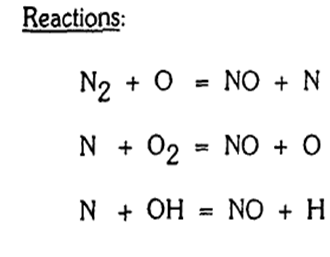 Reactions:
N₂ + O = NO + N
N + O₂ = NO + O
N + OH = NO + H